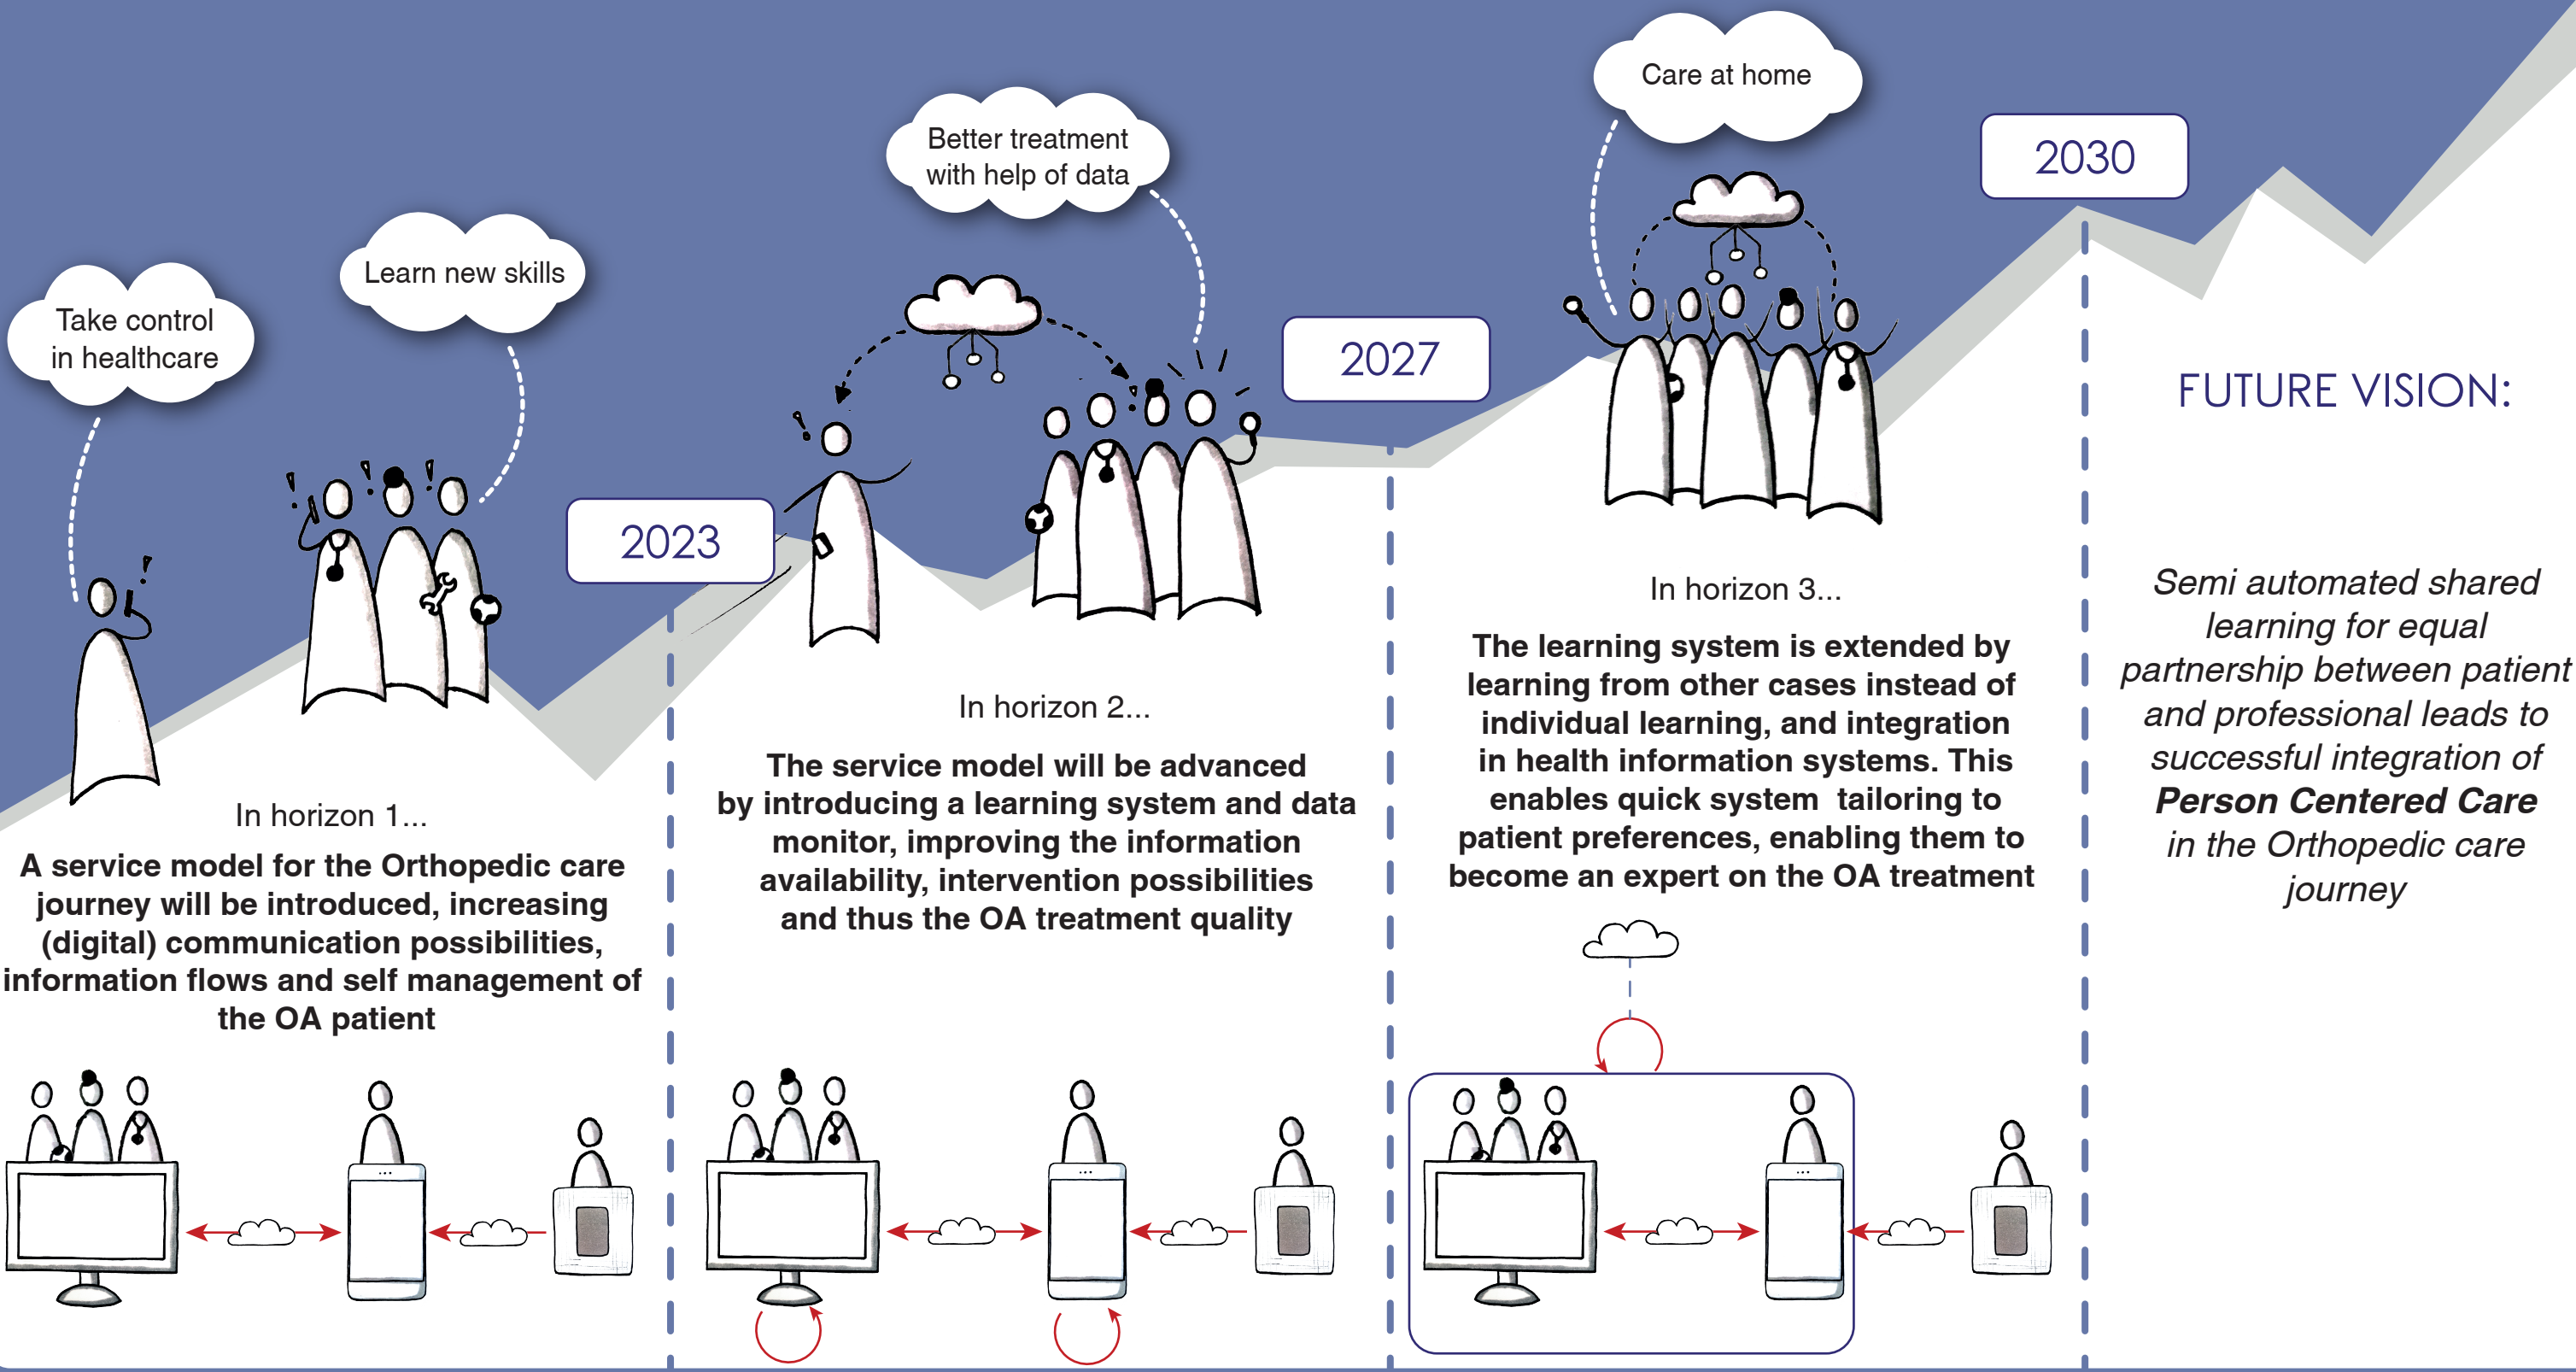 Take control
in healthcare
Learn new skills
2023
In horizon 1...
A service model for the Orthopedic care
journey will be introduced, increasing
(digital) communication possibilities,
information flows and self management of
the OA patient
Better treatment
with help of data
2027
In horizon 2...
The service model will be advanced
by introducing a learning system and data
monitor, improving the information
availability, intervention possibilities
and thus the OA treatment quality
Care at home
2030
In horizon 3...
The learning system is extended by
learning from other cases instead of
individual learning, and integration
in health information systems. This
enables quick system tailoring to
patient preferences, enabling them to
become an expert on the OA treatment
FUTURE VISION:
Semi automated shared
learning for equal
partnership between patient
and professional leads to
successful integration of
Person Centered Care
in the Orthopedic care
journey